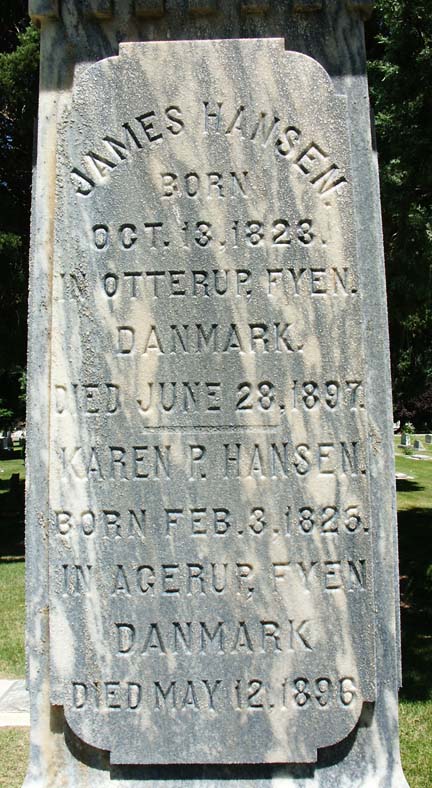 JAMES HANSEN.
BORN
OCT. 13. 1823.
IN OTTERUP, FYEN.
DANMARK.
DIED JUNE 28, 1897.
KAREN P. HANSEN.
BORN FEB. 3. 1823.
IN AGERUP, FYEN
DANMARK
DIED MAY 12. 1896